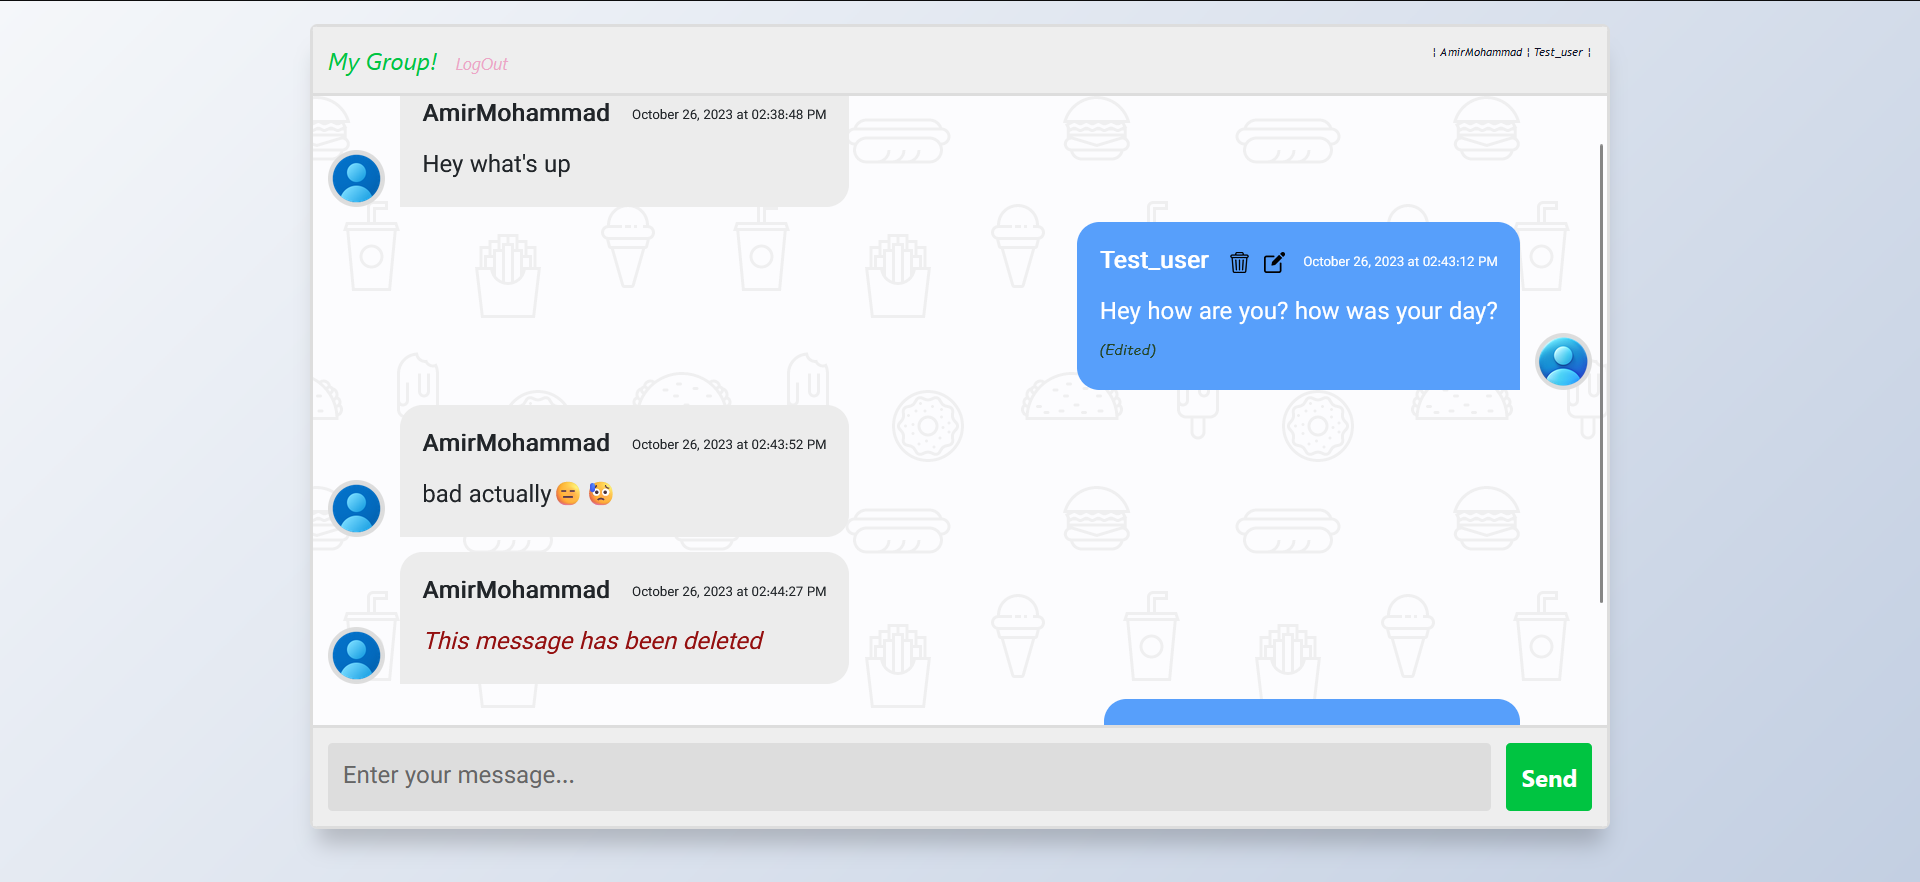 My Group! LogOut
¦ AmirMohammad ¦ Test_user ¦
AmirMohammad October 26, 2023 at 02:38:48 PM
Hey what's up
Test_user October 26, 2023 at 02:43:12 PM
Hey how are you? how was your day?
(Edited)
AmirMohammad October 26, 2023 at 02:43:52 PM
bad actually😑 😰
AmirMohammad October 26, 2023 at 02:44:27 PM
This message has been deleted
Enter your message...
Send